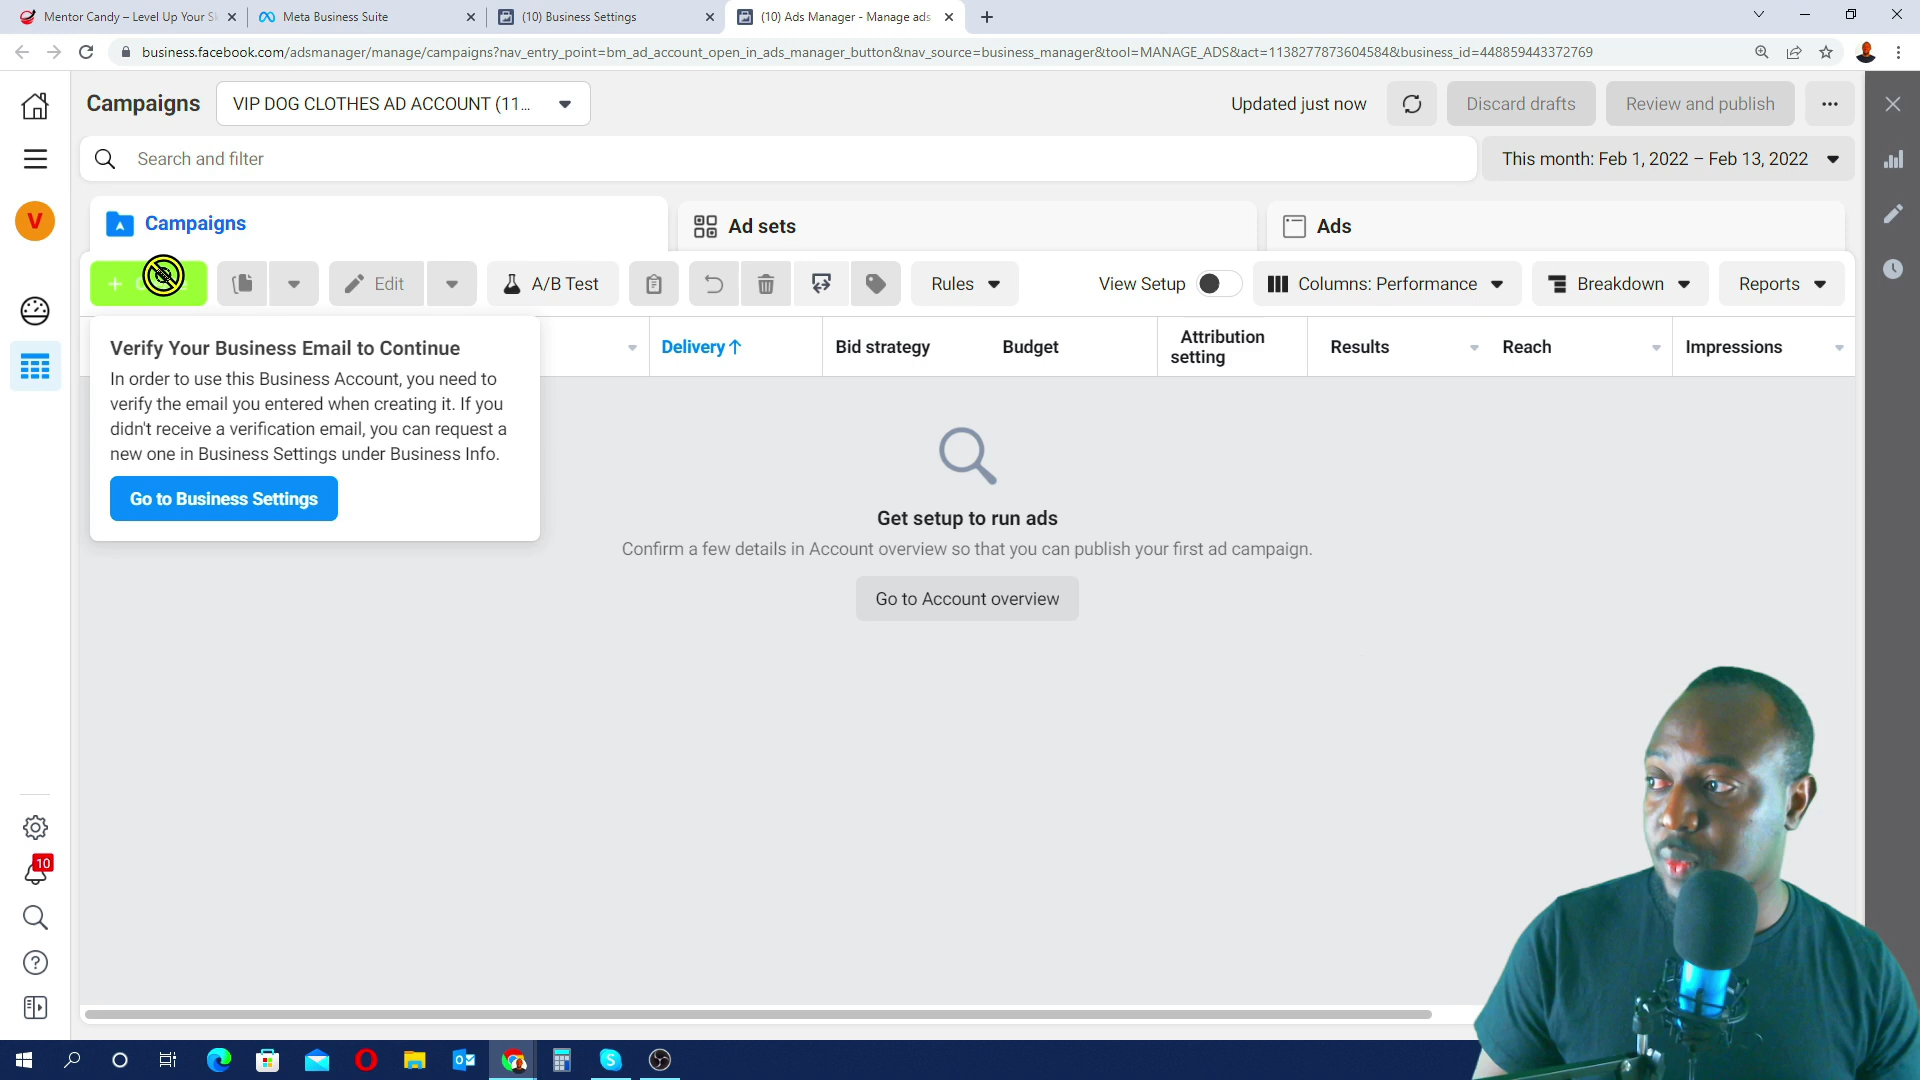 Mentor Candy – Level Up Your Sk
Meta Business Suite
(10) Business Settings
(10) Ads Manager - Manage ads
business.facebook.com/adsmanager/manage/campaigns?nav_entry_point=bm_ad_account_open_in_ads_manager_button&nav_source=business_manager&tool=MANAGE_ADS&act=1138277873604584&business_id=448859443372769
Campaigns
VIP DOG CLOTHES AD ACCOUNT (11...
Updated just now
Discard drafts
Review and publish
Search and filter
This month: Feb 1, 2022 – Feb 13, 2022
V
Campaigns
Ad sets
Ads
Edit
A/B Test
Rules
View Setup
Columns: Performance
Breakdown
Reports
Delivery↑
Bid strategy
Budget
Attribution
setting
Results
Reach
Impressions
Verify Your Business Email to Continue
In order to use this Business Account, you need to
verify the email you entered when creating it. If you
didn't receive a verification email, you can request a
new one in Business Settings under Business Info.
Go to Business Settings
Get setup to run ads
Confirm a few details in Account overview so that you can publish your first ad campaign.
Go to Account overview
10